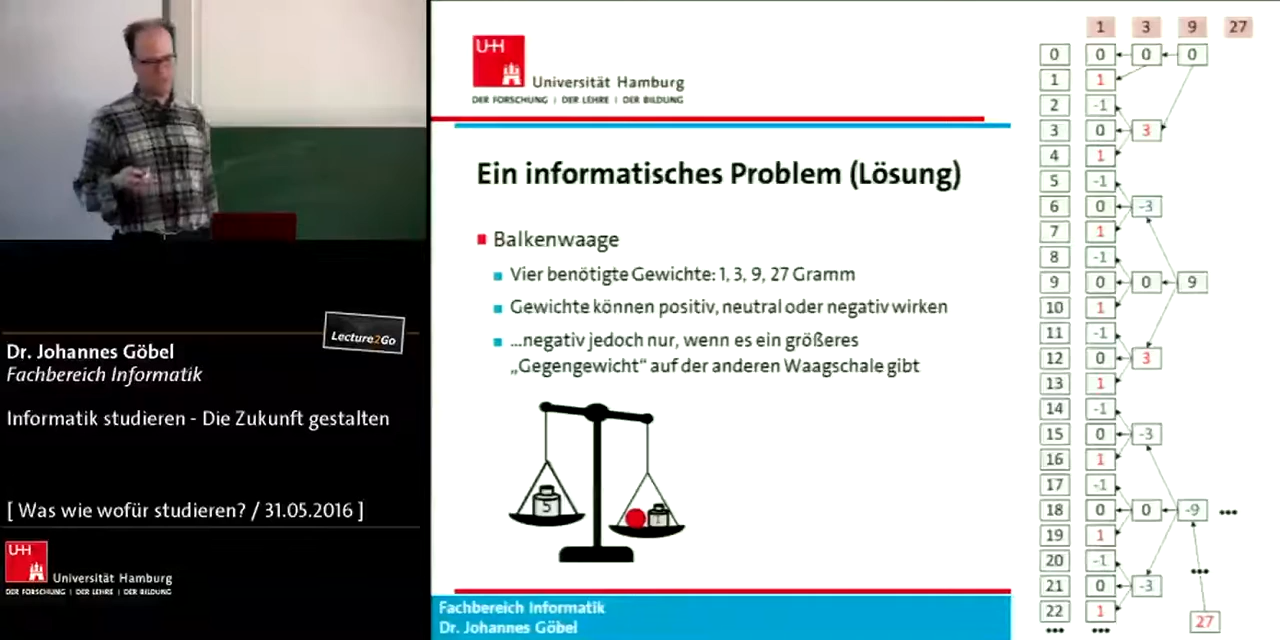 U+H
Universität Hamburg
DER FORSCHUNG | DER LEHRE | DER BILDUNG
Ein informatisches Problem (Lösung)
Balkenwaage
Vier benötigte Gewichte: 1, 3, 9, 27 Gramm
Gewichte können positiv, neutral oder negativ wirken
...negativ jedoch nur, wenn es ein größeres
„Gegengewicht“ auf der anderen Waagschale gibt
5 1
Fachbereich Informatik
Dr. Johannes Göbel
Lecture2Go
Dr. Johannes Göbel
Fachbereich Informatik
Informatik studieren - Die Zukunft gestalten
[ Was wie wofür studieren? / 31.05.2016 ]
U+H
Universität Hamburg
DER FORSCHUNG | DER LEHRE | DER BILDUNG
1 3 9 27
0 0 0 0
1 1
2 -1
3 0 3
4 1
5 -1
6 0 -3
7 1
8 -1
9 0 0 9
10 1
11 -1
12 0 3
13 1
14 -1
15 0 -3
16 1
17 -1
18 0 0 -9 ...
19 1
20 -1
...
21 0 -3
22 1 27
... ...